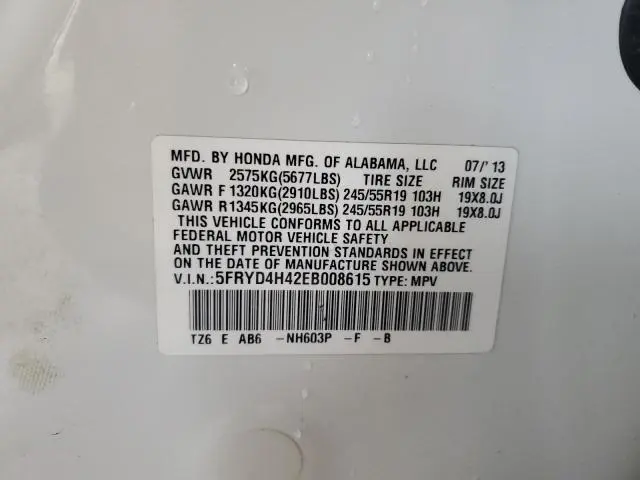 MFD. BY HONDA MFG. OF ALABAMA, LLC 07/'13
GVWR 2575KG(5677LBS) TIRE SIZE RIM SIZE
GAWR F 1320KG(2910LBS) 245/55R19 103H 19X8.0J
GAWR R 1345KG(2965LBS) 245/55R19 103H 19X8.0J
THIS VEHICLE CONFORMS TO ALL APPLICABLE
FEDERAL MOTOR VEHICLE SAFETY
AND THEFT PREVENTION STANDARDS IN EFFECT
ON THE DATE OF MANUFACTURE SHOWN ABOVE.
V.I.N.:5FRYD4H42EB008615 TYPE: MPV
TZ6 E AB6 -NH603P -F -B